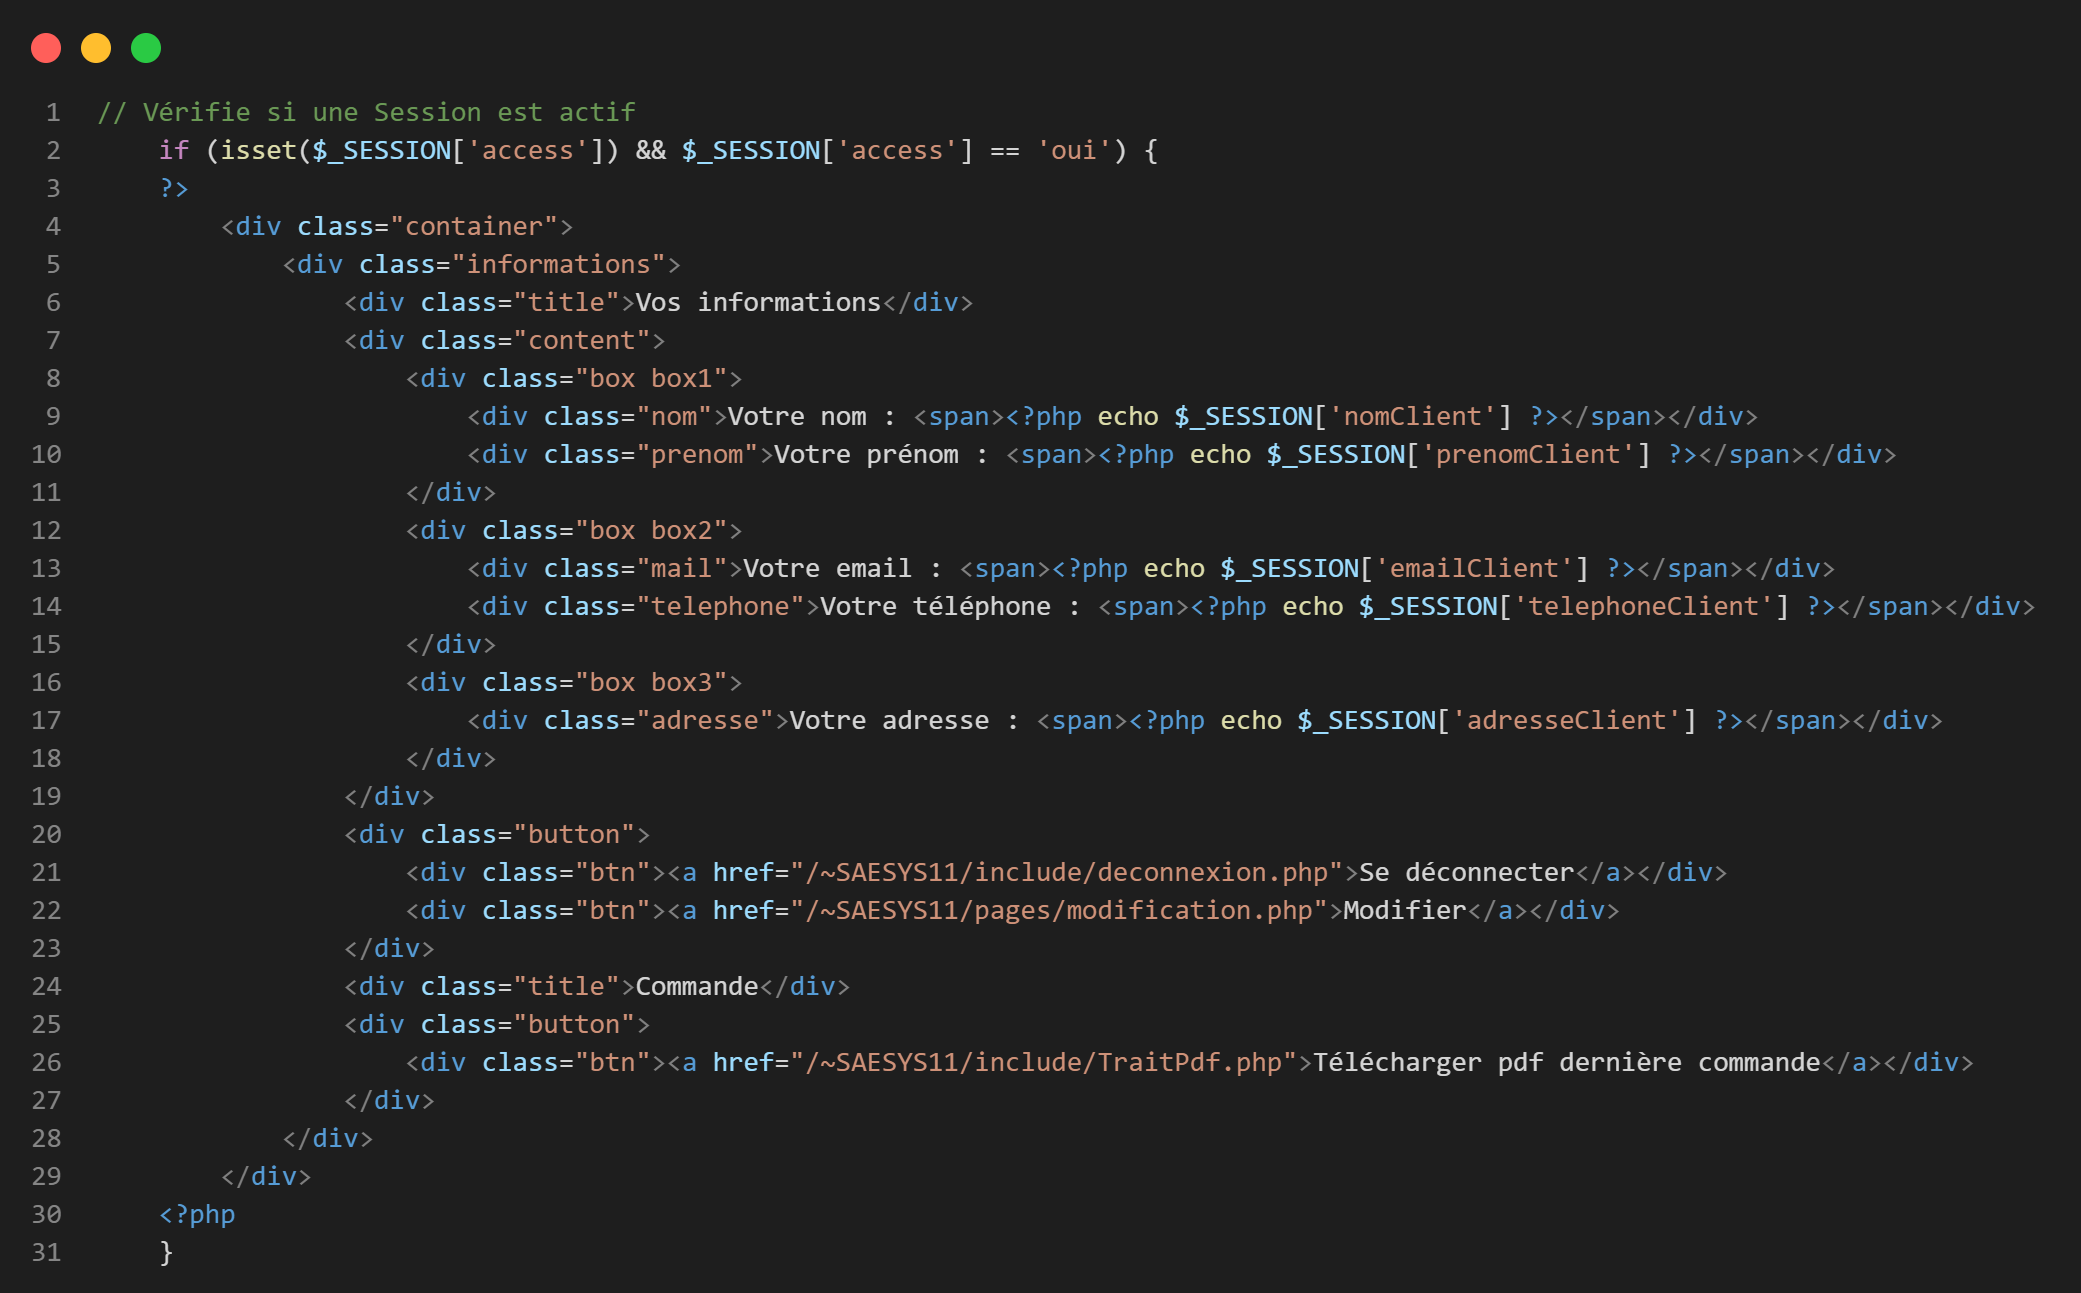 1 // Vérifie si une Session est actif
2     if (isset($_SESSION['access']) && $_SESSION['access'] == 'oui') {
3     ?>
4         <div class="container">
5             <div class="informations">
6                 <div class="title">Vos informations</div>
7                 <div class="content">
8                     <div class="box box1">
9                         <div class="nom">Votre nom : <span><?php echo $_SESSION['nomClient'] ?></span></div>
10                         <div class="prenom">Votre prénom : <span><?php echo $_SESSION['prenomClient'] ?></span></div>
11                     </div>
12                     <div class="box box2">
13                         <div class="mail">Votre email : <span><?php echo $_SESSION['emailClient'] ?></span></div>
14                         <div class="telephone">Votre téléphone : <span><?php echo $_SESSION['telephoneClient'] ?></span></div>
15                     </div>
16                     <div class="box box3">
17                         <div class="adresse">Votre adresse : <span><?php echo $_SESSION['adresseClient'] ?></span></div>
18                     </div>
19                 </div>
20                 <div class="button">
21                     <div class="btn"><a href="/~SAESYS11/include/deconnexion.php">Se déconnecter</a></div>
22                     <div class="btn"><a href="/~SAESYS11/pages/modification.php">Modifier</a></div>
23                 </div>
24                 <div class="title">Commande</div>
25                 <div class="button">
26                     <div class="btn"><a href="/~SAESYS11/include/TraitPdf.php">Télécharger pdf dernière commande</a></div>
27                 </div>
28             </div>
29         </div>
30     <?php
31     }